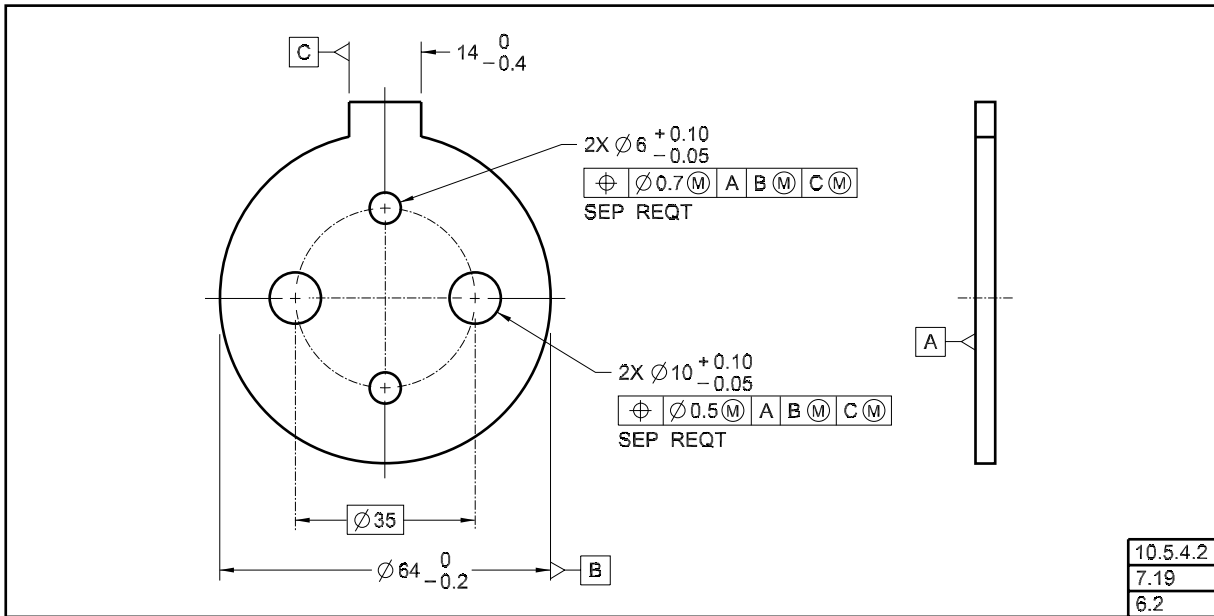 C
14 0
−0.4
2X ∅6 +0.10
−0.05
⌖ ∅0.7Ⓜ A BⓂ CⓂ
SEP REQT
A
2X ∅10 +0.10
−0.05
⌖ ∅0.5Ⓜ A BⓂ CⓂ
SEP REQT
∅35
∅64 0
−0.2
B
10.5.4.2
7.19
6.2